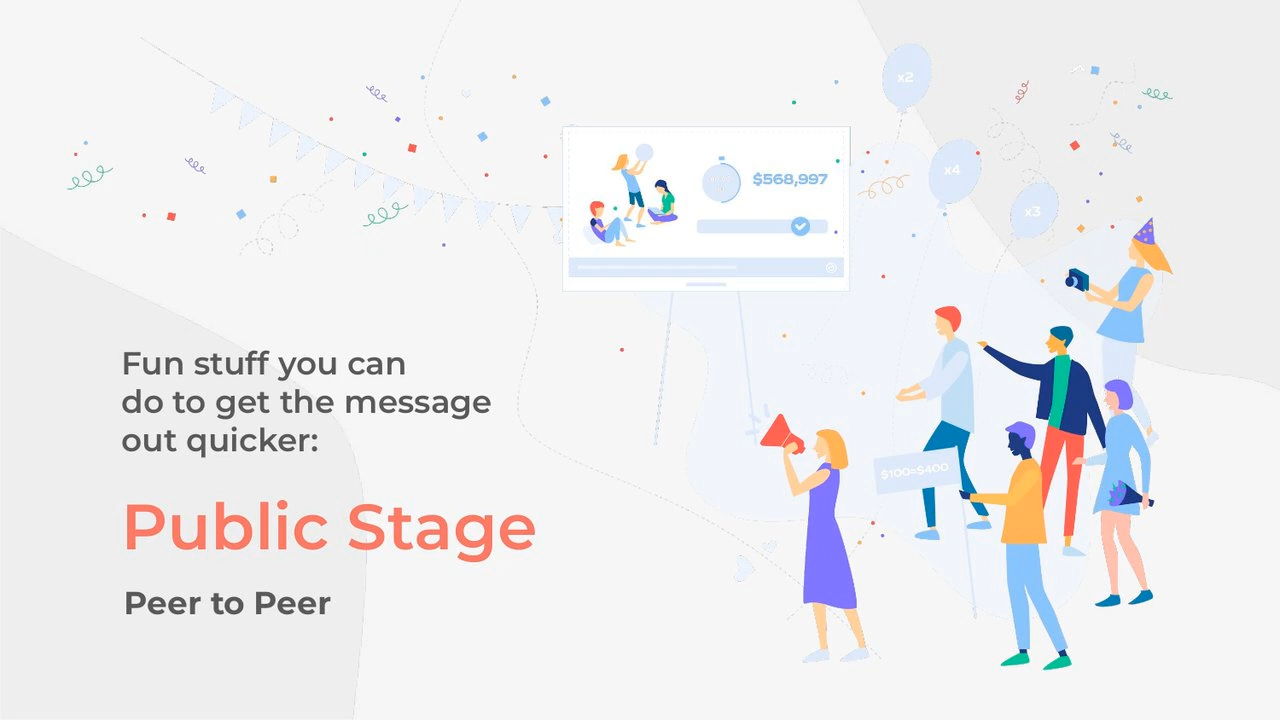 Fun stuff you can
do to get the message
out quicker:
Public Stage
Peer to Peer
$568,997
x2
x4
x3
$100=$400